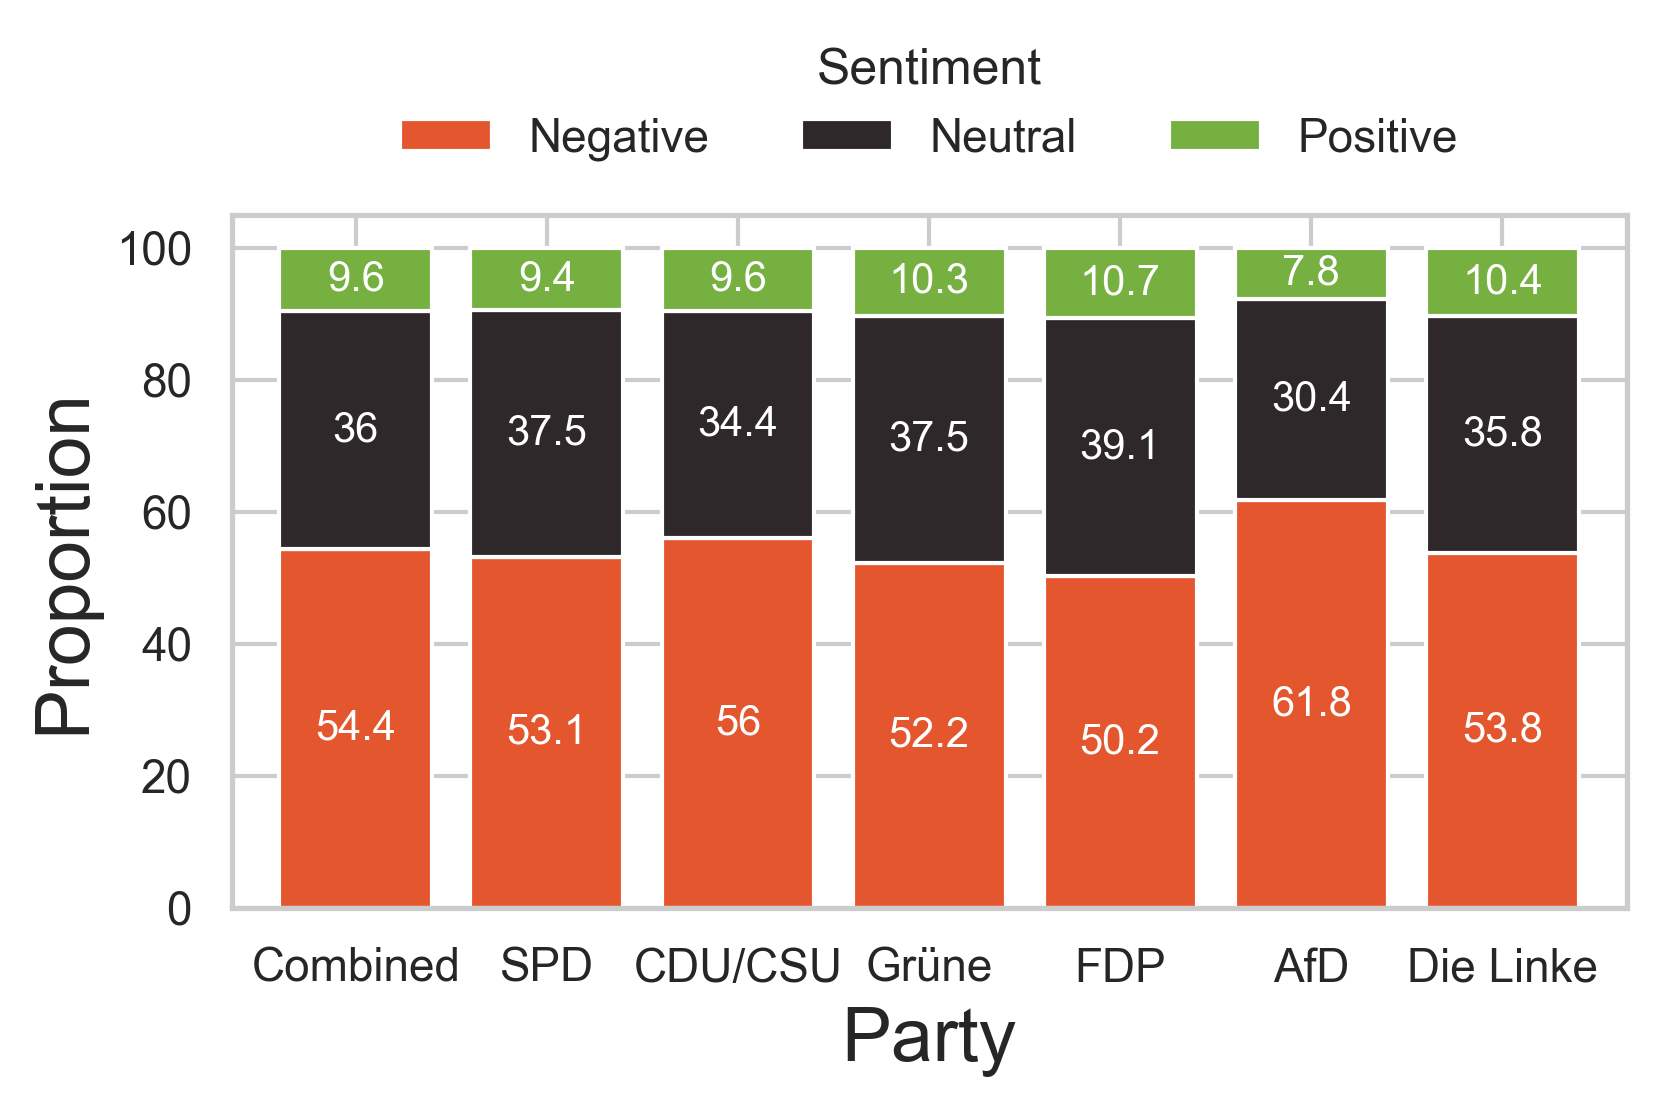 Sentiment
Negative Neutral Positive
100
80
60
40
20
0
Proportion
9.6 9.4 9.6 10.3 10.7 7.8 10.4
36 37.5 34.4 37.5 39.1 30.4 35.8
54.4 53.1 56 52.2 50.2 61.8 53.8
Combined SPD CDU/CSU Grüne FDP AfD Die Linke
Party